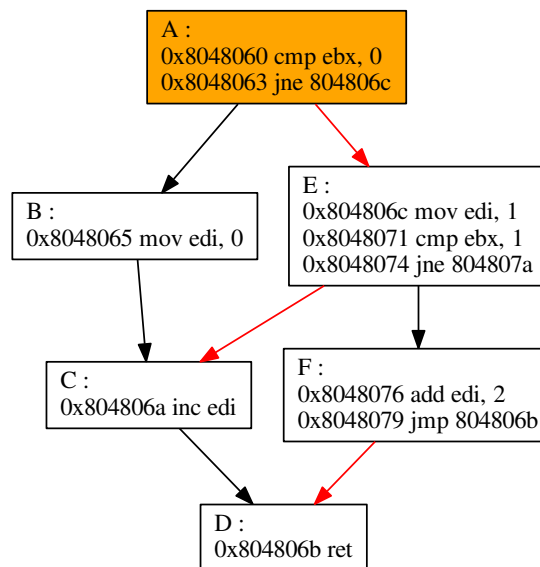 A :
0x8048060 cmp ebx, 0
0x8048063 jne 804806c
B :
0x8048065 mov edi, 0
E :
0x804806c mov edi, 1
0x8048071 cmp ebx, 1
0x8048074 jne 804807a
C :
0x804806a inc edi
F :
0x8048076 add edi, 2
0x8048079 jmp 804806b
D :
0x804806b ret